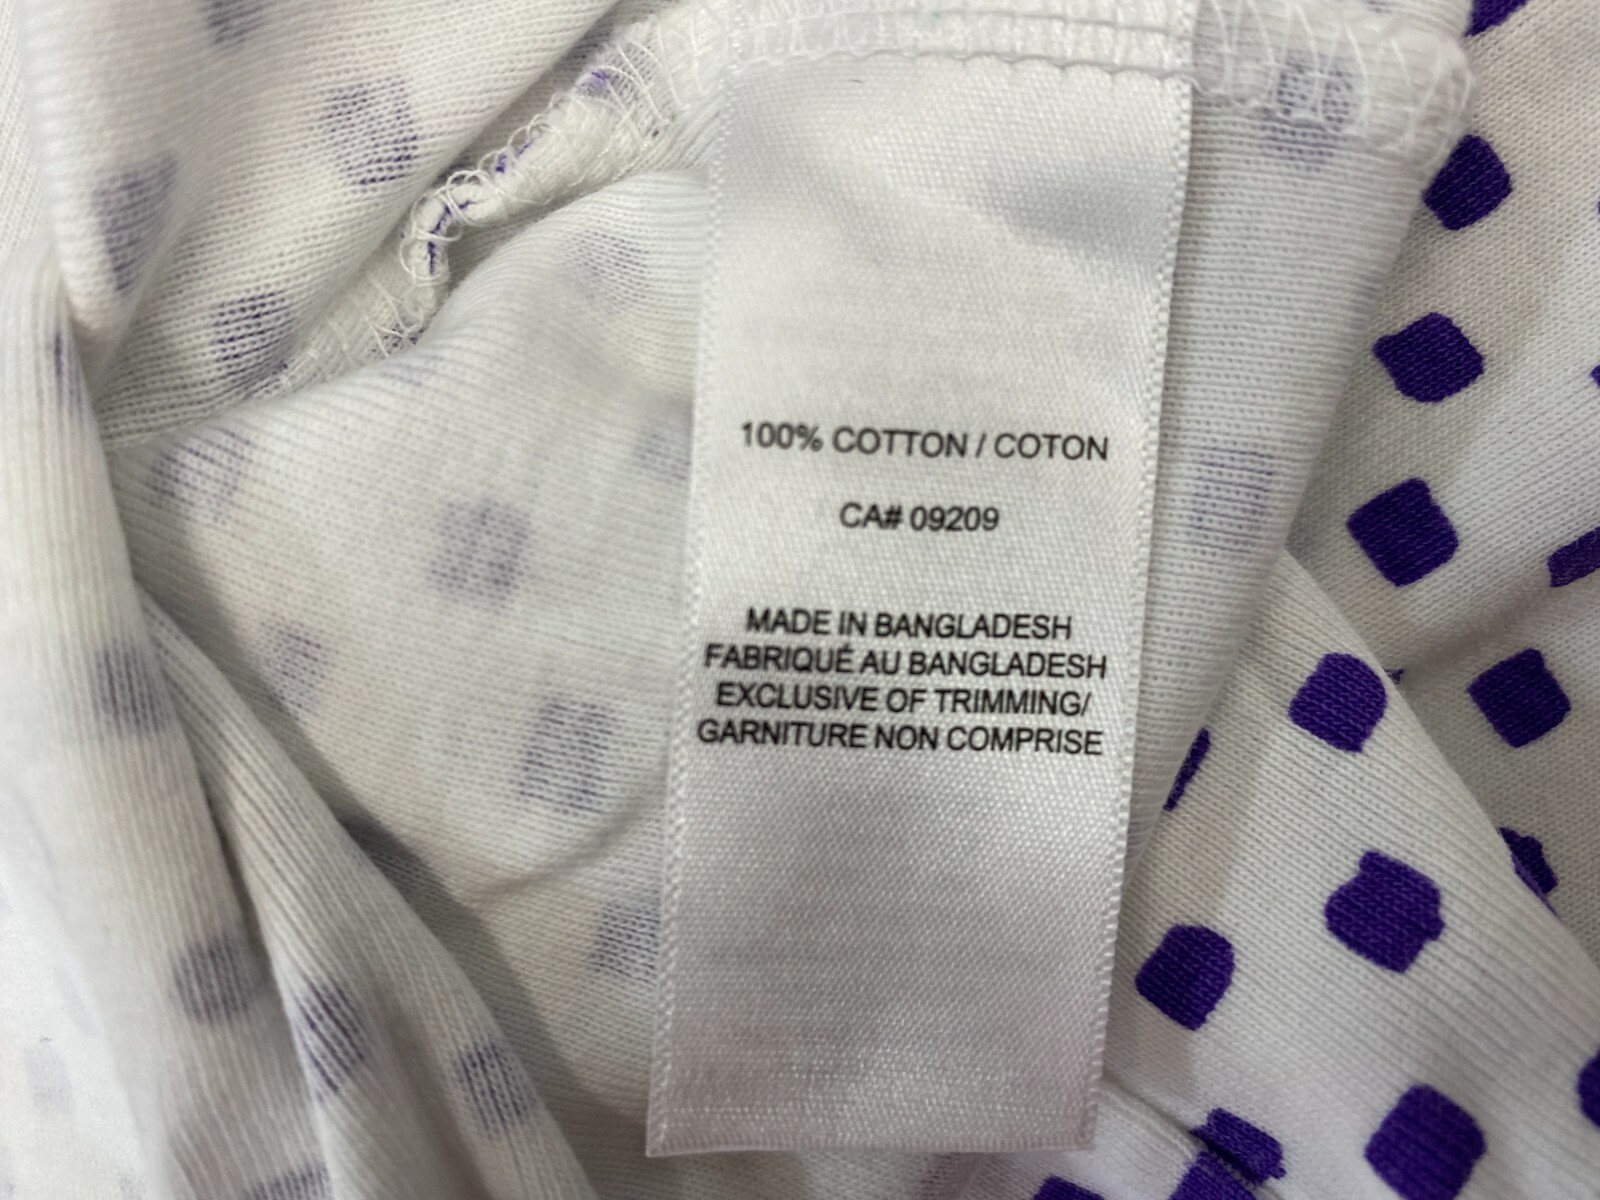 100% COTTON / COTON
CA# 09209
MADE IN BANGLADESH
FABRIQUÉ AU BANGLADESH
EXCLUSIVE OF TRIMMING/
GARNITURE NON COMPRISE